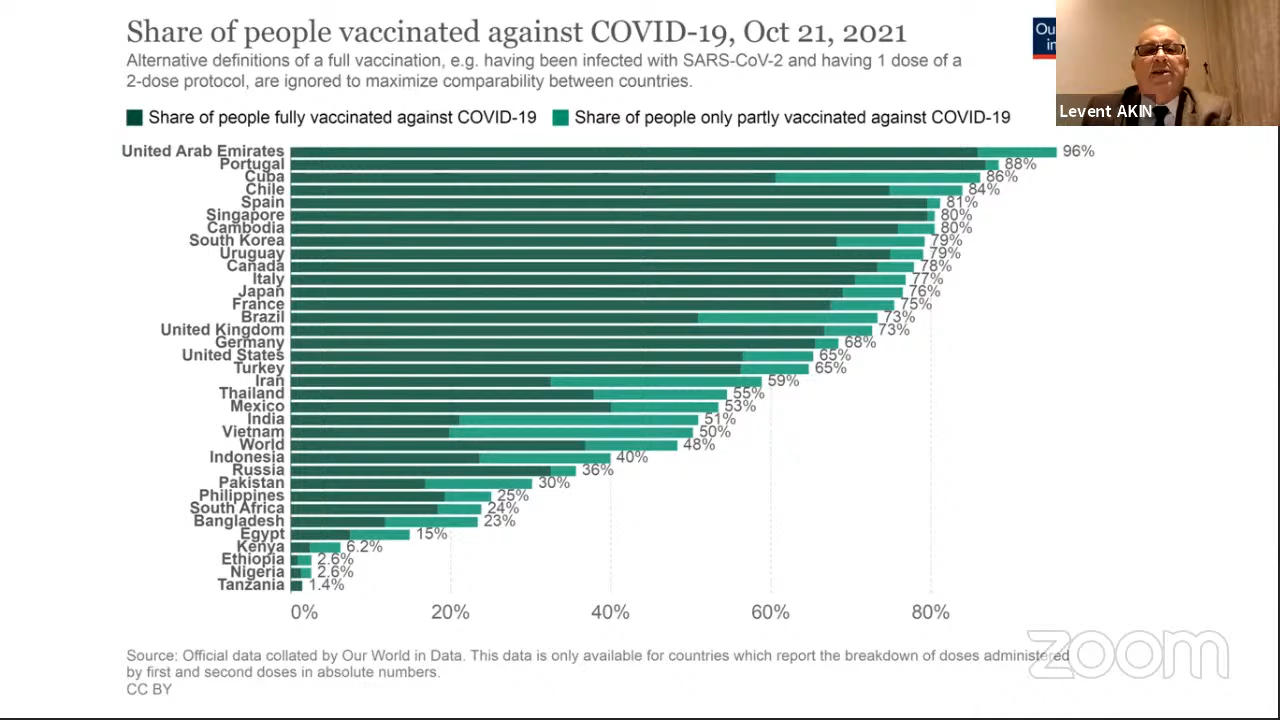 Share of people vaccinated against COVID-19, Oct 21, 2021
Alternative definitions of a full vaccination, e.g. having been infected with SARS-CoV-2 and having 1 dose of a
2-dose protocol, are ignored to maximize comparability between countries.
Ou
in
Levent AKIN
Share of people fully vaccinated against COVID-19 Share of people only partly vaccinated against COVID-19
United Arab Emirates 96%
Portugal 88%
Cuba 86%
Chile 84%
Spain 81%
Singapore 80%
Cambodia 80%
South Korea 79%
Uruguay 79%
Canada 78%
Italy 77%
Japan 76%
France 75%
Brazil 73%
United Kingdom 73%
Germany 68%
United States 65%
Turkey 65%
Iran 59%
Thailand 55%
Mexico 53%
India 51%
Vietnam 50%
World 48%
Indonesia 40%
Russia 36%
Pakistan 30%
Philippines 25%
South Africa 24%
Bangladesh 23%
Egypt 15%
Kenya 6.2%
Ethiopia 2.6%
Nigeria 2.6%
Tanzania 1.4%
0% 20% 40% 60% 80%
Source: Official data collated by Our World in Data. This data is only available for countries which report the breakdown of doses administered
by first and second doses in absolute numbers.
CC BY
zoom